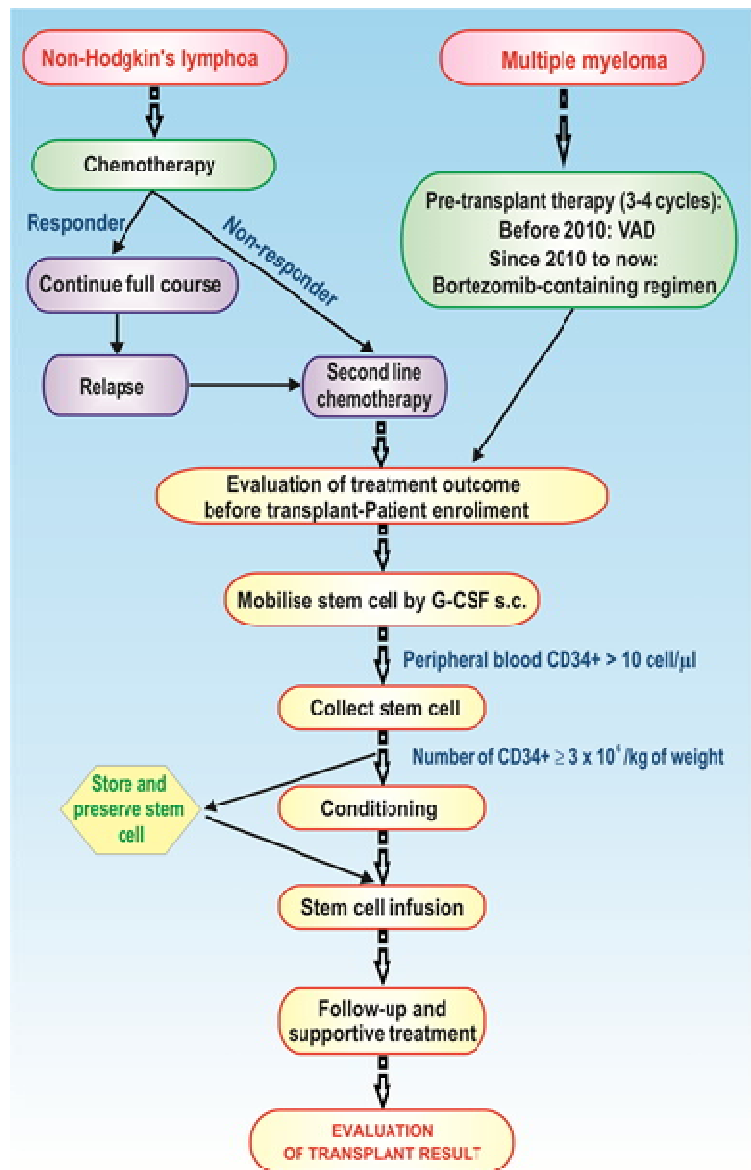 Non-Hodgkin's lymphoa
Multiple myeloma
Chemotherapy
Pre-transplant therapy (3-4 cycles):
Before 2010: VAD
Since 2010 to now:
Bortezomib-containing regimen
Responder
Non-responder
Continue full course
Relapse
Second line
chemotherapy
Evaluation of treatment outcome
before transplant-Patient enroliment
Mobilise stem cell by G-CSF s.c.
Peripheral blood CD34+ > 10 cell/µl
Collect stem cell
Number of CD34+ ≥ 3 x 10⁶ /kg of weight
Store and
preserve stem
cell
Conditioning
Stem cell infusion
Follow-up and
supportive treatment
EVALUATION
OF TRANSPLANT RESULT